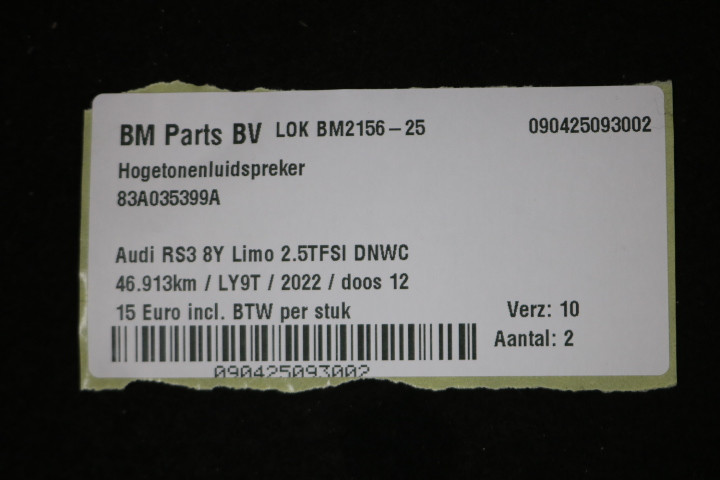 BM Parts BV LOK BM2156-25 090425093002
Hogetonenluidspreker
83A035399A
Audi RS3 8Y Limo 2.5TFSI DNWC
46.913km / LY9T / 2022 / doos 12
15 Euro incl. BTW per stuk Verz: 10
Aantal: 2
090425093002